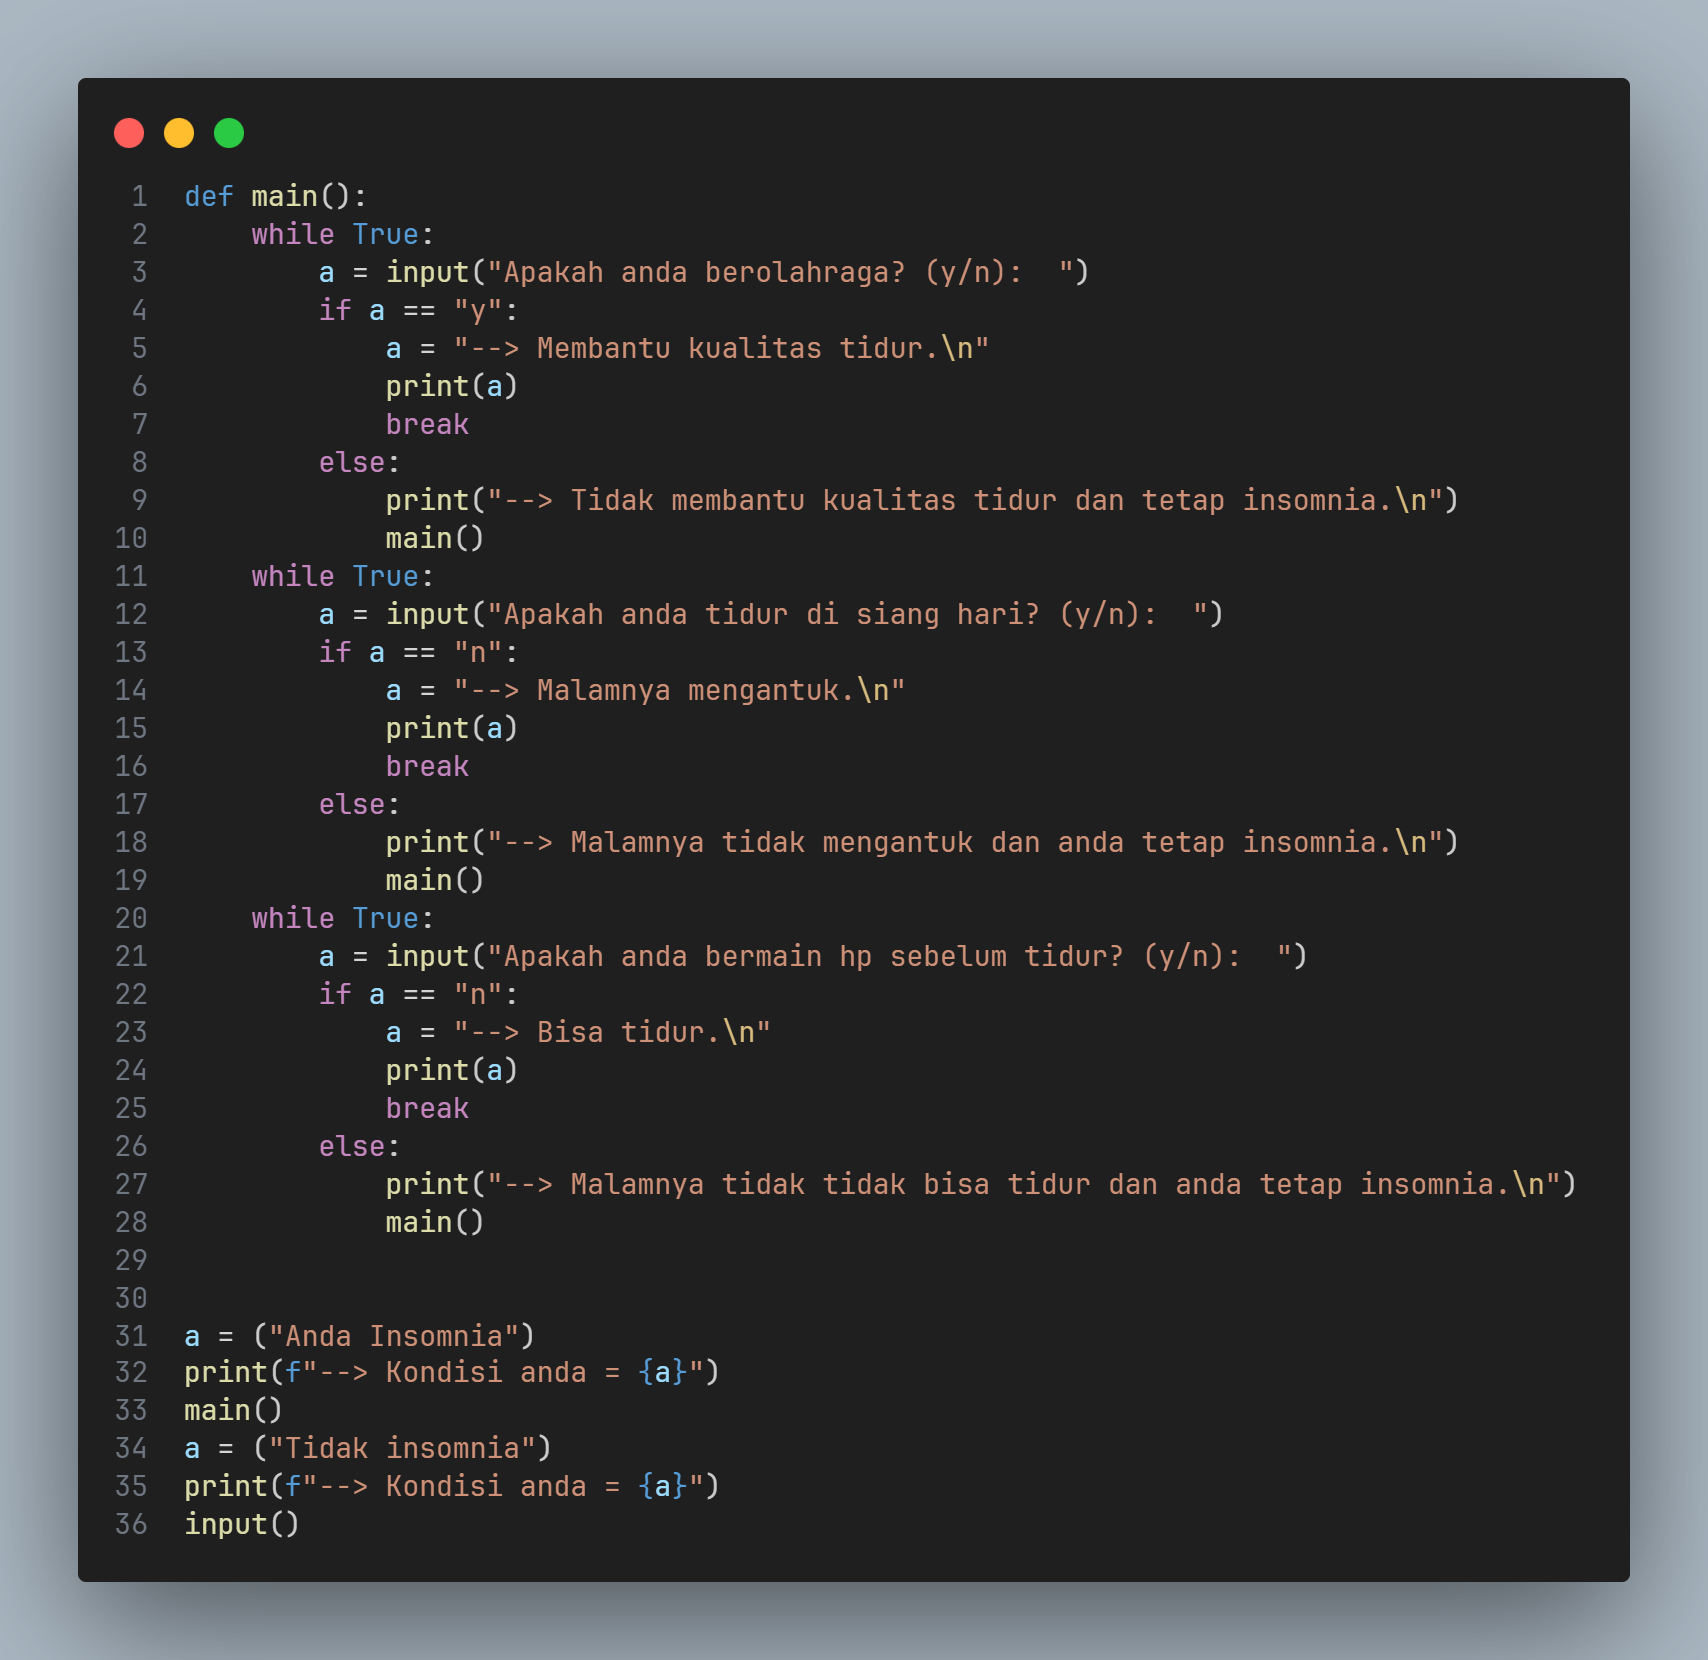 1 def main():
2     while True:
3         a = input("Apakah anda berolahraga? (y/n):  ")
4         if a == "y":
5             a = "--> Membantu kualitas tidur.\n"
6             print(a)
7             break
8         else:
9             print("--> Tidak membantu kualitas tidur dan tetap insomnia.\n")
10             main()
11     while True:
12         a = input("Apakah anda tidur di siang hari? (y/n):  ")
13         if a == "n":
14             a = "--> Malamnya mengantuk.\n"
15             print(a)
16             break
17         else:
18             print("--> Malamnya tidak mengantuk dan anda tetap insomnia.\n")
19             main()
20     while True:
21         a = input("Apakah anda bermain hp sebelum tidur? (y/n):  ")
22         if a == "n":
23             a = "--> Bisa tidur.\n"
24             print(a)
25             break
26         else:
27             print("--> Malamnya tidak tidak bisa tidur dan anda tetap insomnia.\n")
28             main()
29
30
31 a = ("Anda Insomnia")
32 print(f"--> Kondisi anda = {a}")
33 main()
34 a = ("Tidak insomnia")
35 print(f"--> Kondisi anda = {a}")
36 input()